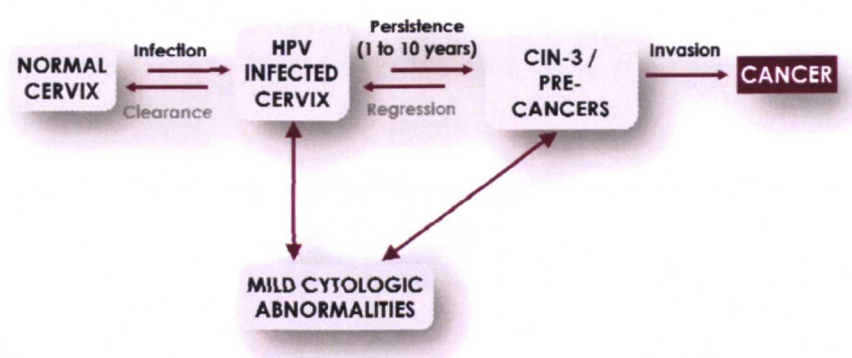 NORMAL
CERVIX
Infection
Clearance
HPV
INFECTED
CERVIX
Persistence
(1 to 10 years)
Regression
CIN-3 /
PRE-
CANCERS
Invasion
CANCER
MILD CYTOLOGIC
ABNORMALITIES